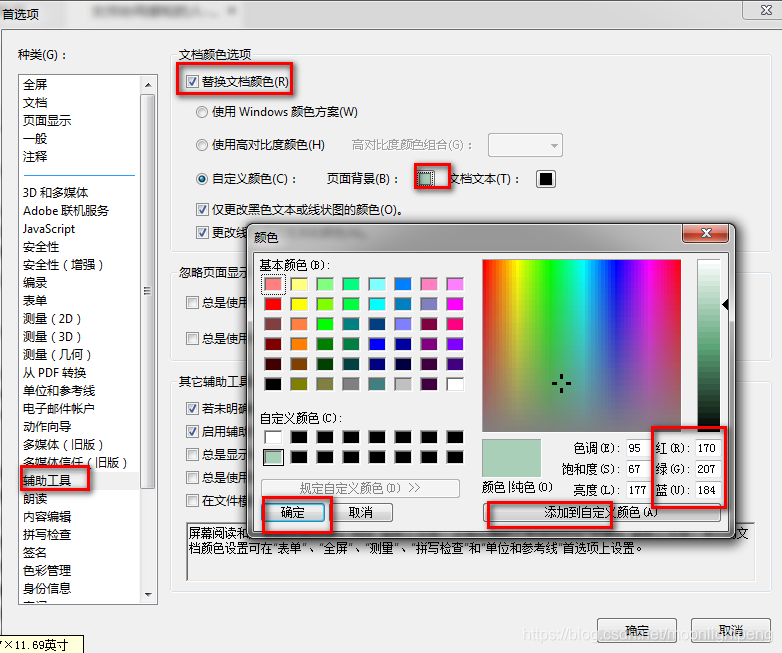 首选项
种类(G)：
全屏
文档
页面显示
一般
注释
3D 和多媒体
Adobe 联机服务
JavaScript
安全性
安全性（增强）
编录
表单
测量（2D）
测量（3D）
测量（几何）
从 PDF 转换
单位和参考线
电子邮件帐户
动作向导
多媒体（旧版）
多媒体信任（旧版）
辅助工具
朗读
内容编辑
拼写检查
签名
色彩管理
身份信息
文档颜色选项
替换文档颜色(R)
使用 Windows 颜色方案(W)
使用高对比度颜色(H) 高对比度颜色组合(G)：
自定义颜色(C)： 页面背景(B)： 文档文本(T)：
仅更改黑色文本或线状图的颜色(O)。
更改线
忽略页面显示
总是使用
总是使用
其它辅助工具
若未明确
启用辅助
总是显示
总是使用
在文件模
颜色
基本颜色(B)：
自定义颜色(C)：
规定自定义颜色(D) >>
确定 取消
颜色|纯色(O)
色调(E)： 95 红(R)： 170
饱和度(S)： 67 绿(G)： 207
亮度(L)： 177 蓝(U)： 184
添加到自定义颜色(A)
屏幕阅读和
档颜色设置可在"表单"、"全屏"、"测量"、"拼写检查"和"单位和参考线"首选项上设置。
确定 取消
×11.69英寸
https://blog.csdn.net/moonlightpeng